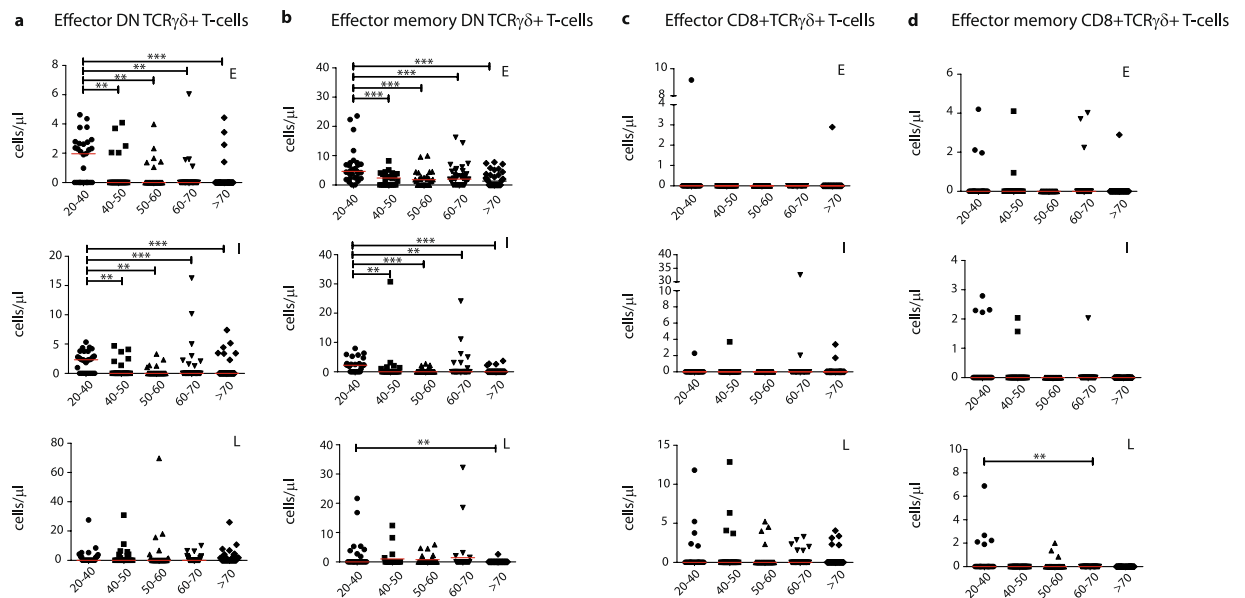 a Effector DN TCRγδ+ T-cells
b Effector memory DN TCRγδ+ T-cells
c Effector CD8+TCRγδ+ T-cells
d Effector memory CD8+TCRγδ+ T-cells
E
***
**
**
**
cells/μl
8
6
4
2
0
20-40 40-50 50-60 60-70 >70
E
***
***
***
***
cells/μl
40
30
20
10
0
20-40 40-50 50-60 60-70 >70
E
cells/μl
10
8
4
3
2
1
0
20-40 40-50 50-60 60-70 >70
E
cells/μl
6
4
2
0
20-40 40-50 50-60 60-70 >70
I
***
***
**
**
cells/μl
20
15
10
5
0
20-40 40-50 50-60 60-70 >70
I
***
**
***
**
cells/μl
40
30
20
10
0
20-40 40-50 50-60 60-70 >70
I
cells/μl
40
35
30
10
8
6
4
2
0
20-40 40-50 50-60 60-70 >70
I
cells/μl
4
3
2
1
0
20-40 40-50 50-60 60-70 >70
L
cells/μl
80
60
40
20
0
20-40 40-50 50-60 60-70 >70
L
**
cells/μl
40
30
20
10
0
20-40 40-50 50-60 60-70 >70
L
cells/μl
15
10
5
0
20-40 40-50 50-60 60-70 >70
L
**
cells/μl
10
8
6
4
2
0
20-40 40-50 50-60 60-70 >70